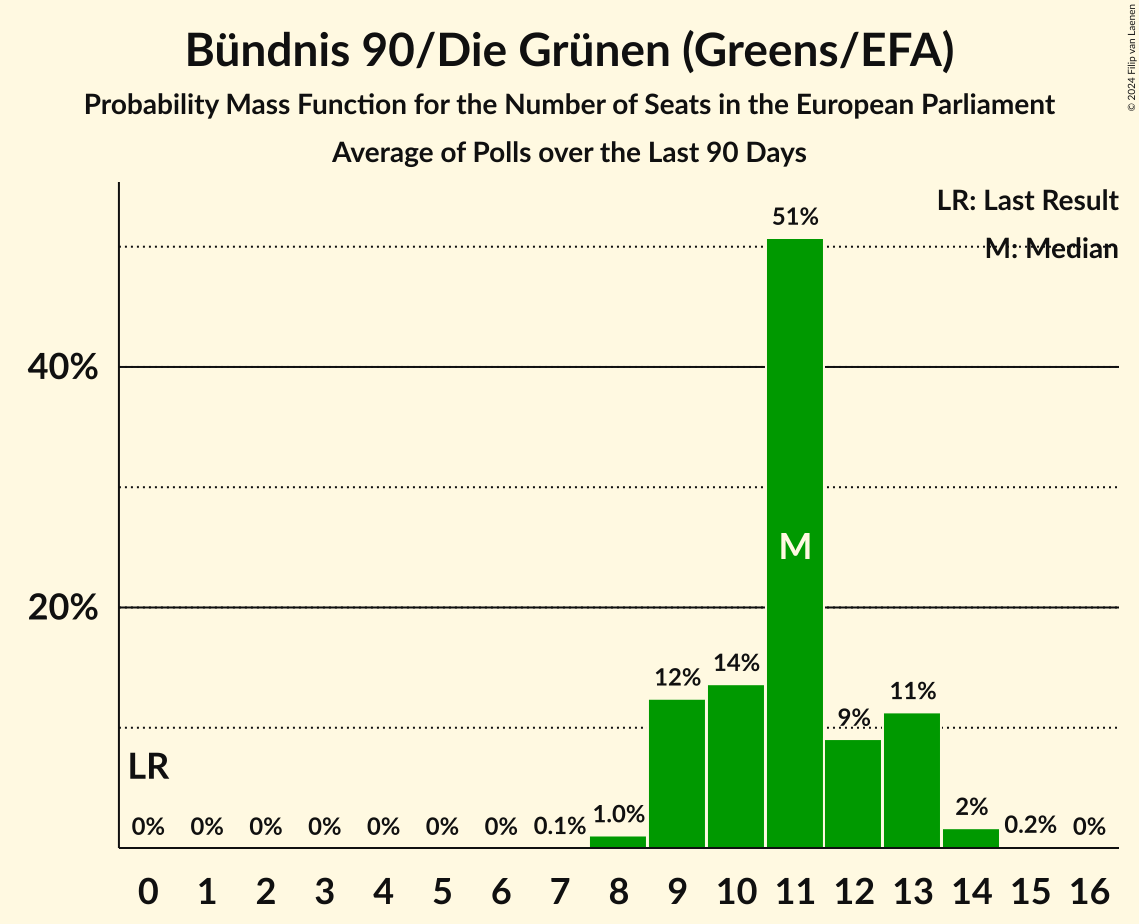 Bündnis 90/Die Grünen (Greens/EFA)
Probability Mass Function for the Number of Seats in the European Parliament
Average of Polls over the Last 90 Days
© 2024 Filip van Laenen
LR: Last Result
M: Median
51%
40%
M
20%
14%
12%
11%
9%
LR
0% 0% 0% 0% 0% 0% 0% 0.1% 1.0% 2% 0.2% 0%
0 1 2 3 4 5 6 7 8 9 10 11 12 13 14 15 16